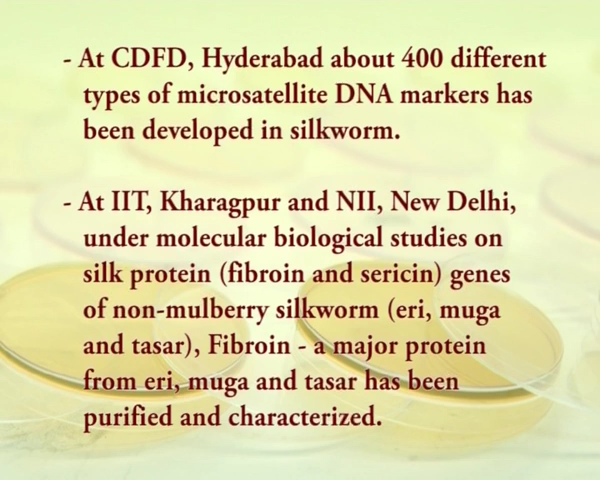 - At CDFD, Hyderabad about 400 different
types of microsatellite DNA markers has
been developed in silkworm.
- At IIT, Kharagpur and NII, New Delhi,
under molecular biological studies on
silk protein (fibroin and sericin) genes
of non-mulberry silkworm (eri, muga
and tasar), Fibroin - a major protein
from eri, muga and tasar has been
purified and characterized.